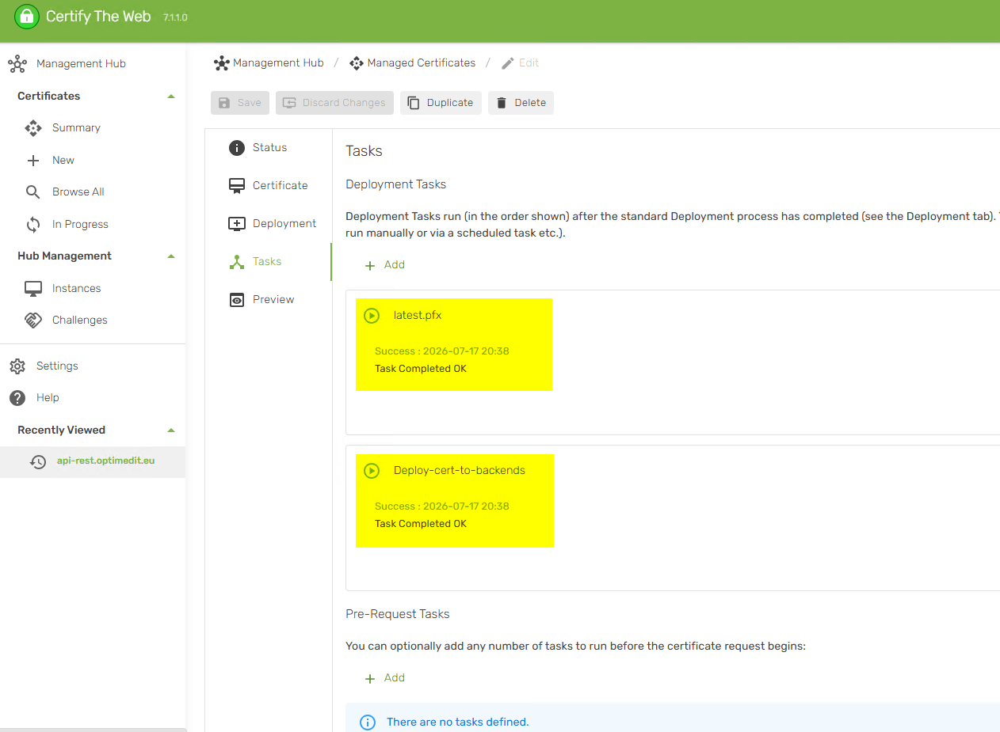 Certify The Web 7.1.1.0
Management Hub
Certificates
Summary
New
Browse All
In Progress
Hub Management
Instances
Challenges
Settings
Help
Recently Viewed
api-rest.optimedit.eu
Management Hub / Managed Certificates / Edit
Save Discard Changes Duplicate Delete
Status
Certificate
Deployment
Tasks
Preview
Tasks
Deployment Tasks
Deployment Tasks run (in the order shown) after the standard Deployment process has completed (see the Deployment tab).
run manually or via a scheduled task etc.).
Add
latest.pfx
Success : 2026-07-17 20:38
Task Completed OK
Deploy-cert-to-backends
Success : 2026-07-17 20:38
Task Completed OK
Pre-Request Tasks
You can optionally add any number of tasks to run before the certificate request begins:
Add
There are no tasks defined.